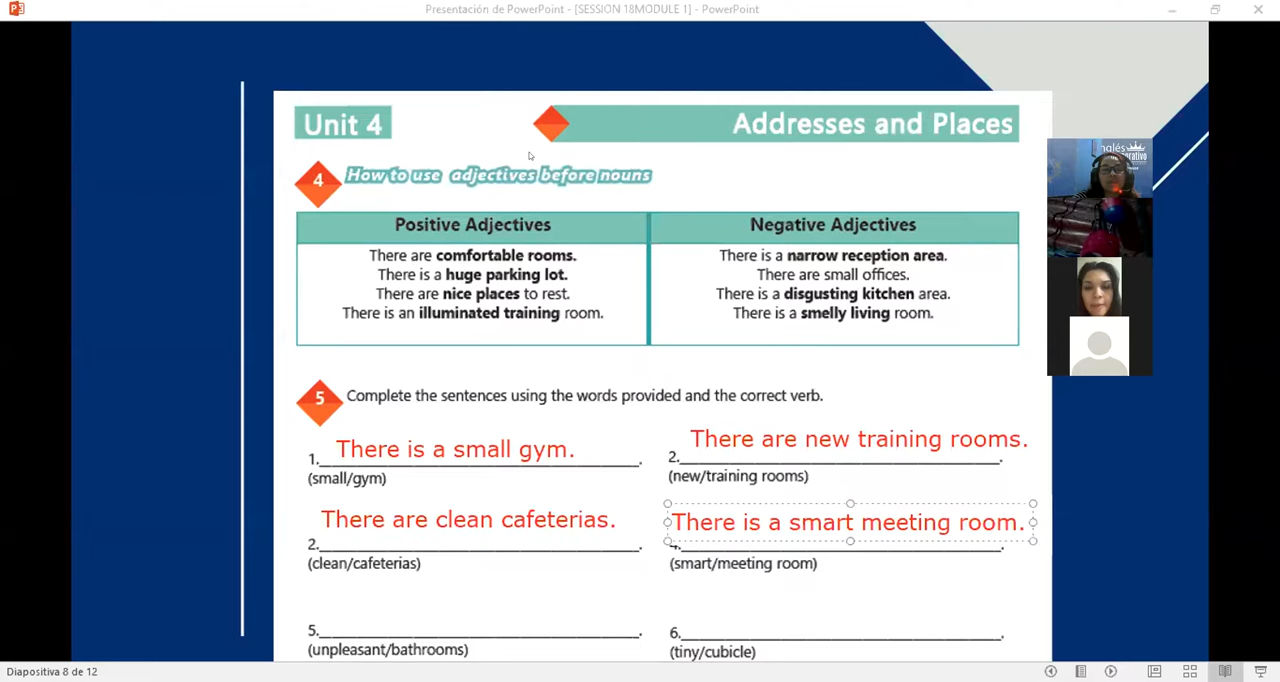 Presentación de PowerPoint - [SESSION 18MODULE 1] - PowerPoint
Unit 4
Addresses and Places
4
How to use adjectives before nouns
Positive Adjectives
There are comfortable rooms.
There is a huge parking lot.
There are nice places to rest.
There is an illuminated training room.
Negative Adjectives
There is a narrow reception area.
There are small offices.
There is a disgusting kitchen area.
There is a smelly living room.
5
Complete the sentences using the words provided and the correct verb.
There is a small gym.
1.________________________________.
(small/gym)
There are new training rooms.
2.________________________________.
(new/training rooms)
There are clean cafeterias.
2.________________________________.
(clean/cafeterias)
There is a smart meeting room.
4.________________________________.
(smart/meeting room)
5.________________________________.
(unpleasant/bathrooms)
6.________________________________.
(tiny/cubicle)
Diapositiva 8 de 12